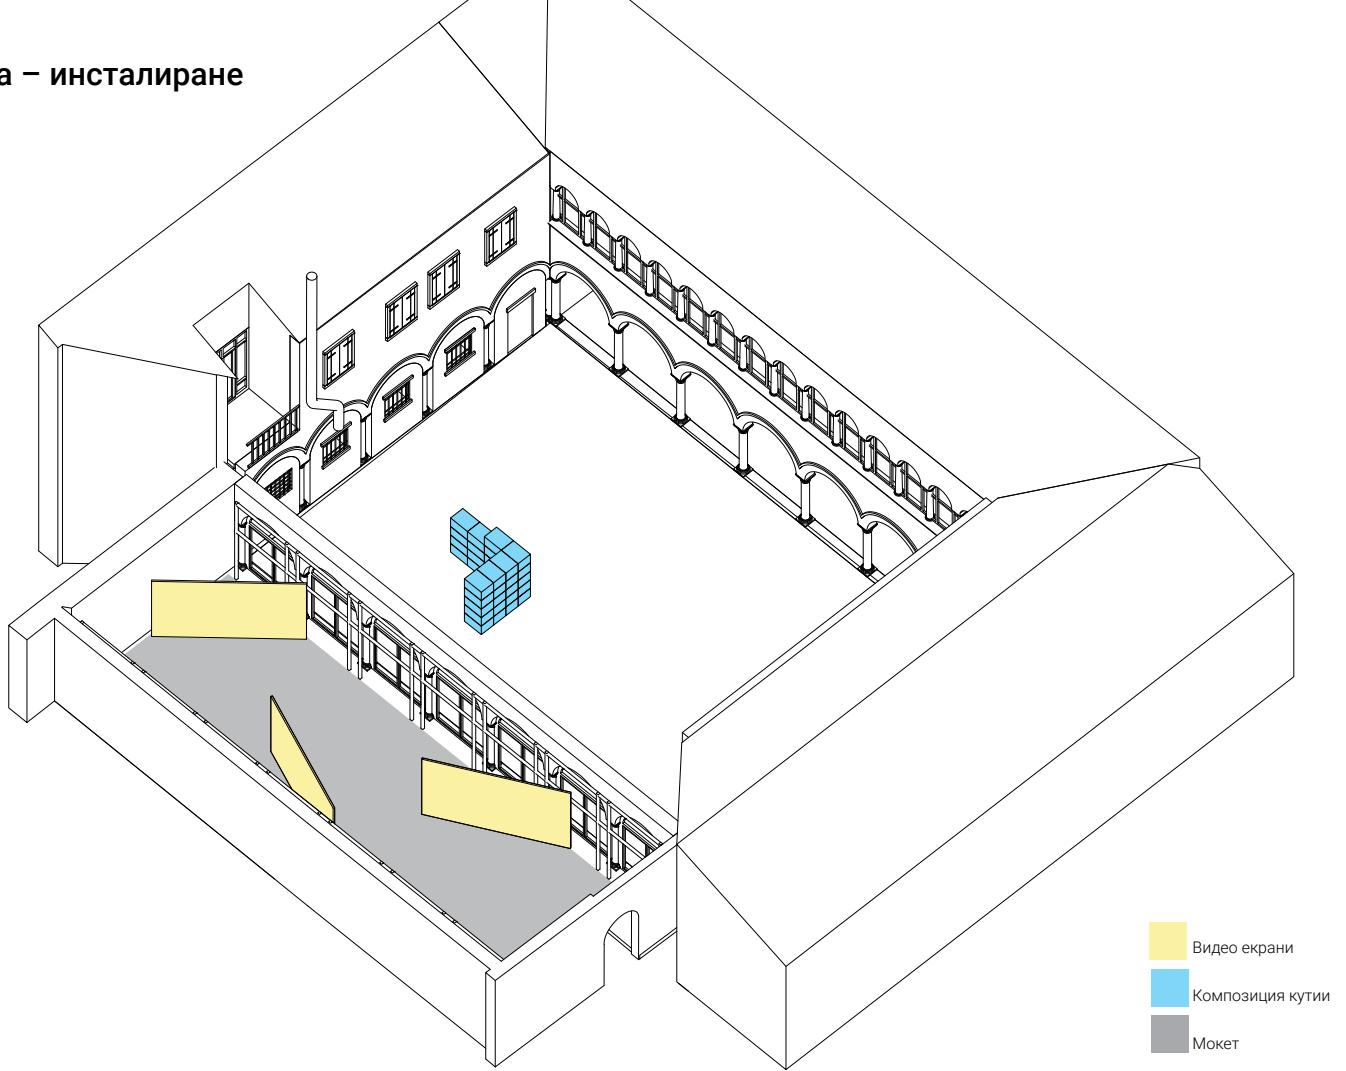 а – инсталиране
Видео екрани
Композиция кутии
Мокет